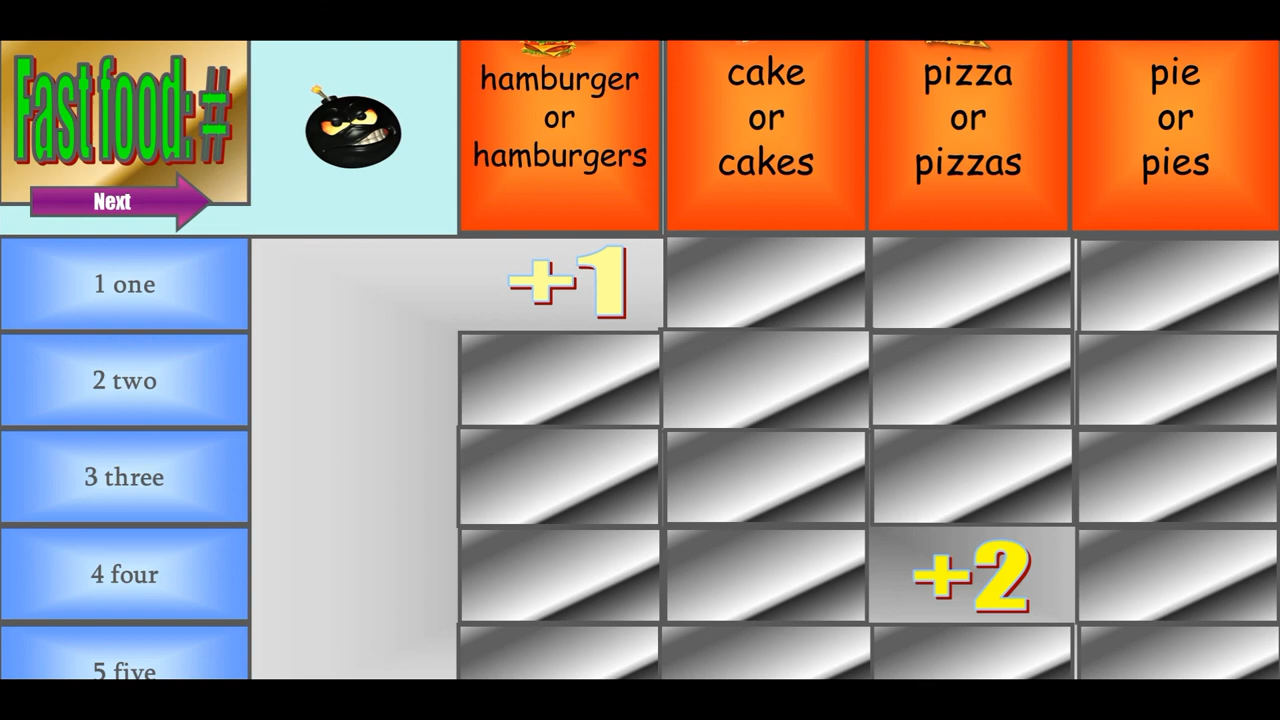 Fast food: #
Next
hamburger
or
hamburgers
cake
or
cakes
pizza
or
pizzas
pie
or
pies
1 one
+1
2 two
3 three
4 four
+2
5 five